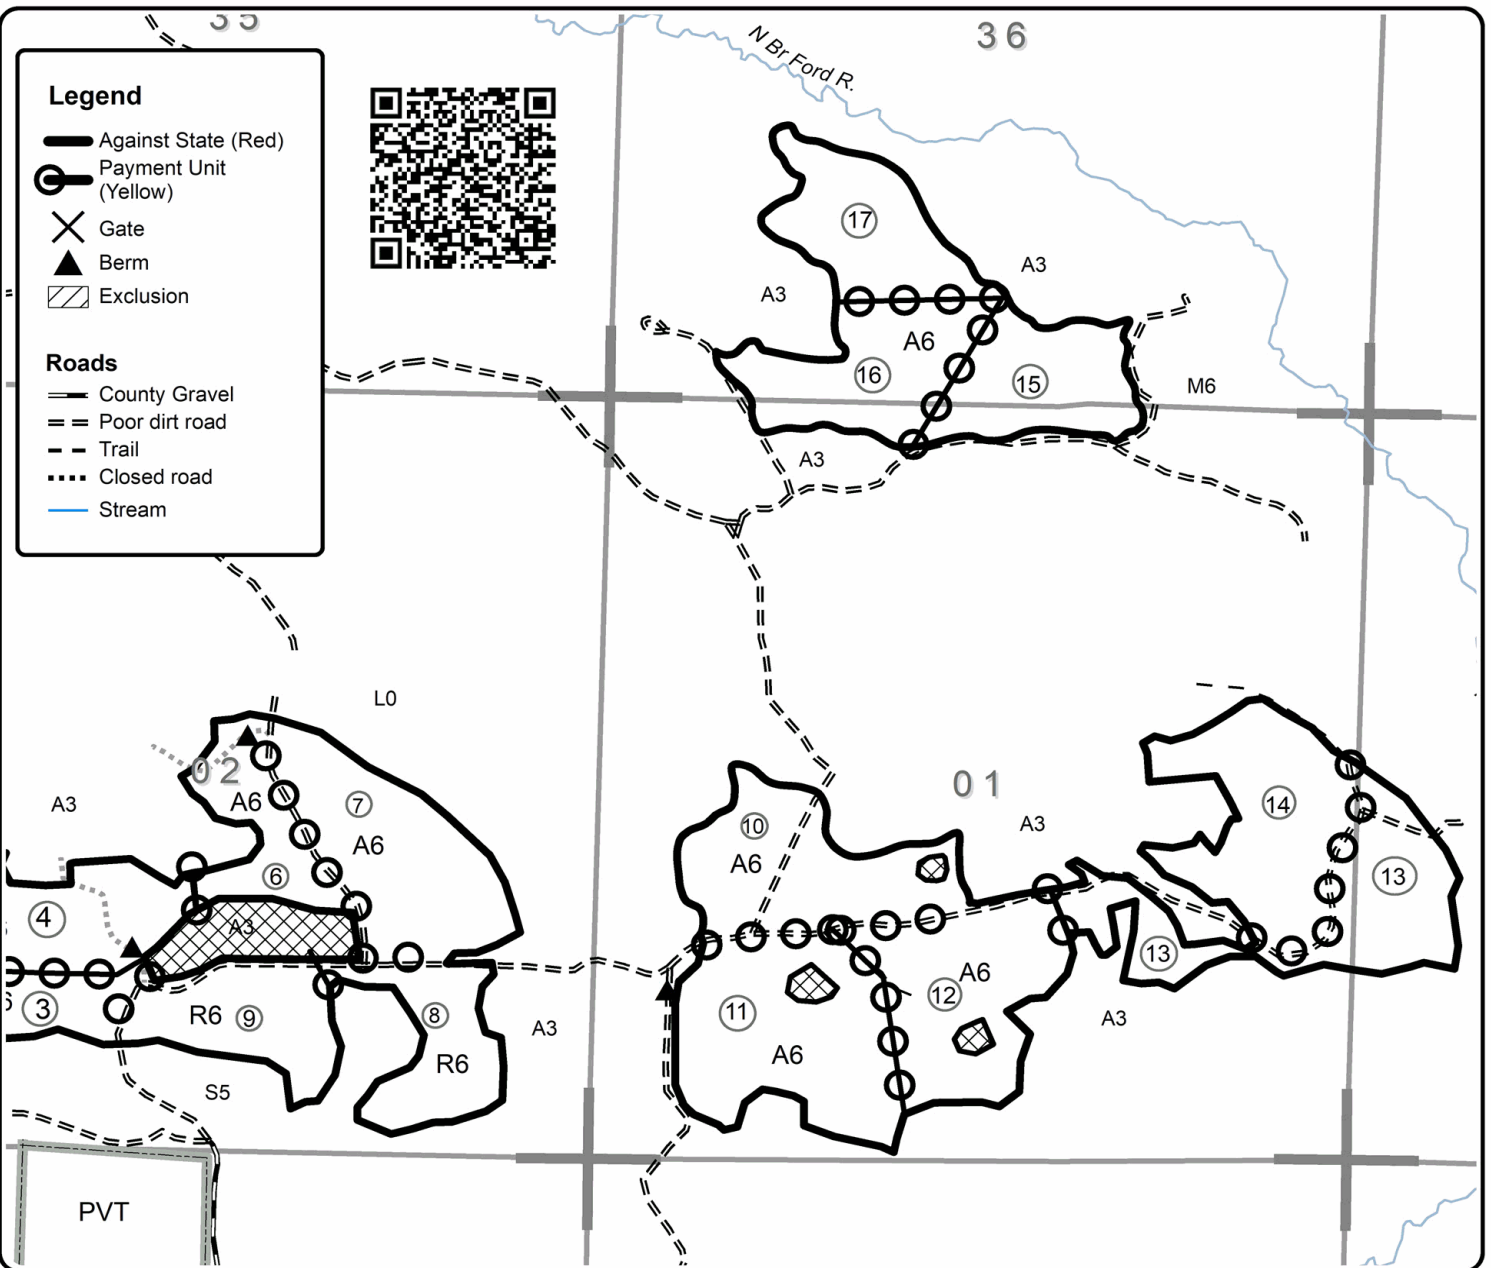 35
36
N Br Ford R.
Legend
Against State (Red)
Payment Unit
(Yellow)
Gate
Berm
Exclusion
Roads
County Gravel
Poor dirt road
Trail
Closed road
Stream
17
A3
A3
A6
16
15
M6
A3
L0
02
01
A3
A6
7
A6
10
A6
A3
14
13
6
4
A3
A6
12
13
3
R6
9
8
R6
A3
11
A6
A3
S5
PVT